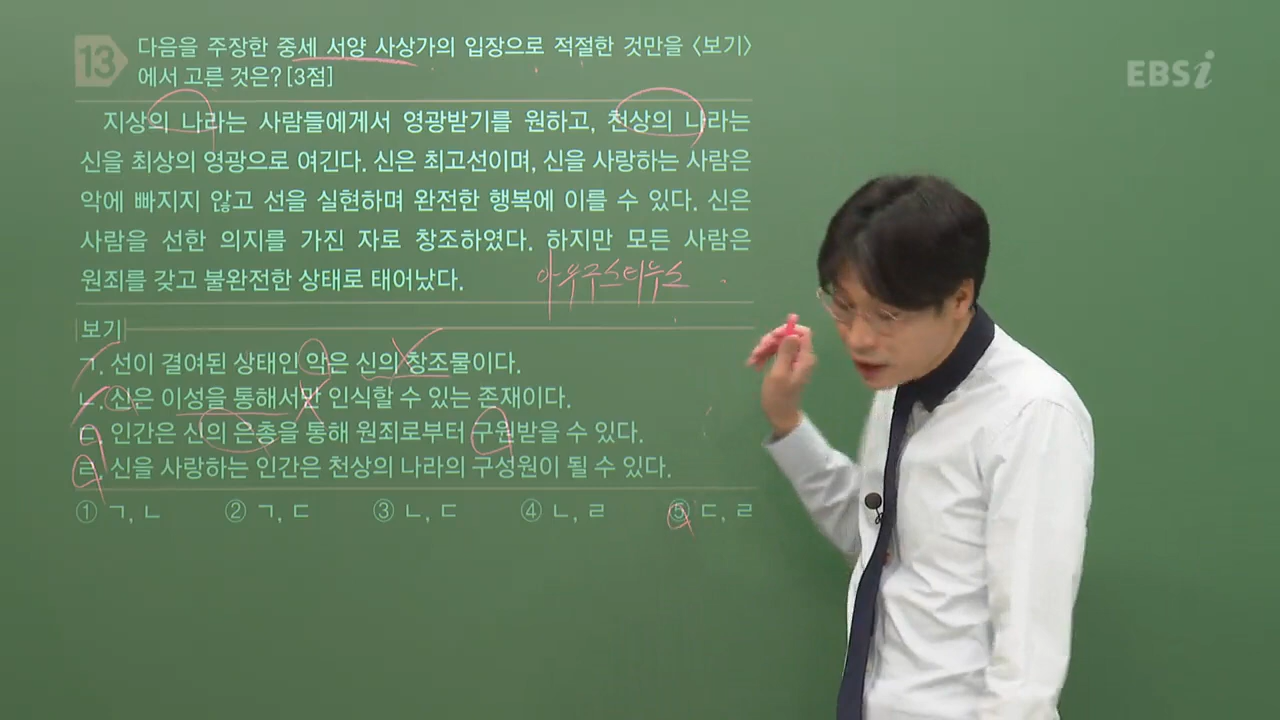 13 다음을 주장한 중세 서양 사상가의 입장으로 적절한 것만을 〈보기〉
에서 고른 것은? [3점]
EBSi
지상의 나라는 사람들에게서 영광받기를 원하고, 천상의 나라는
신을 최상의 영광으로 여긴다. 신은 최고선이며, 신을 사랑하는 사람은
악에 빠지지 않고 선을 실현하며 완전한 행복에 이를 수 있다. 신은
사람을 선한 의지를 가진 자로 창조하였다. 하지만 모든 사람은
원죄를 갖고 불완전한 상태로 태어났다.
아우구스티누스
보기
ㄱ. 선이 결여된 상태인 악은 신의 창조물이다.
ㄴ. 신은 이성을 통해서만 인식할 수 있는 존재이다.
ㄷ. 인간은 신의 은총을 통해 원죄로부터 구원받을 수 있다.
ㄹ. 신을 사랑하는 인간은 천상의 나라의 구성원이 될 수 있다.
① ㄱ, ㄴ ② ㄱ, ㄷ ③ ㄴ, ㄷ ④ ㄴ, ㄹ ⑤ ㄷ, ㄹ